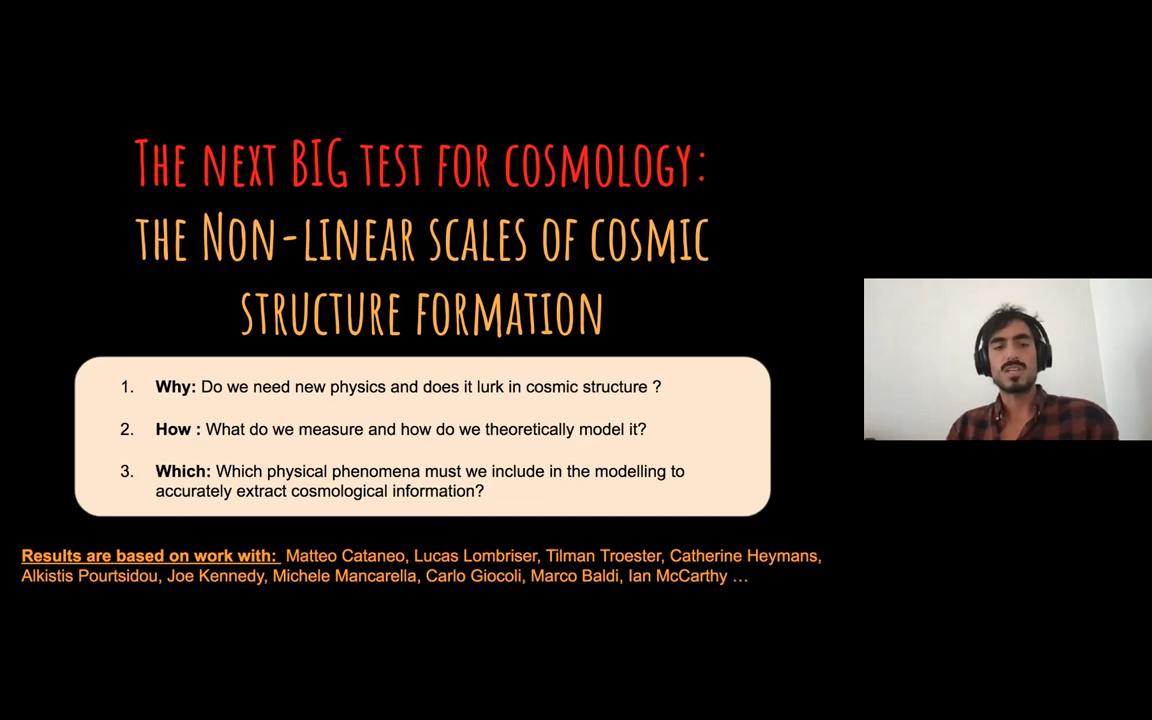 The next BIG test for cosmology:
the Non-linear scales of cosmic
structure formation
1. Why: Do we need new physics and does it lurk in cosmic structure ?
2. How : What do we measure and how do we theoretically model it?
3. Which: Which physical phenomena must we include in the modelling to
accurately extract cosmological information?
Results are based on work with: Matteo Cataneo, Lucas Lombriser, Tilman Troester, Catherine Heymans,
Alkistis Pourtsidou, Joe Kennedy, Michele Mancarella, Carlo Giocoli, Marco Baldi, Ian McCarthy …